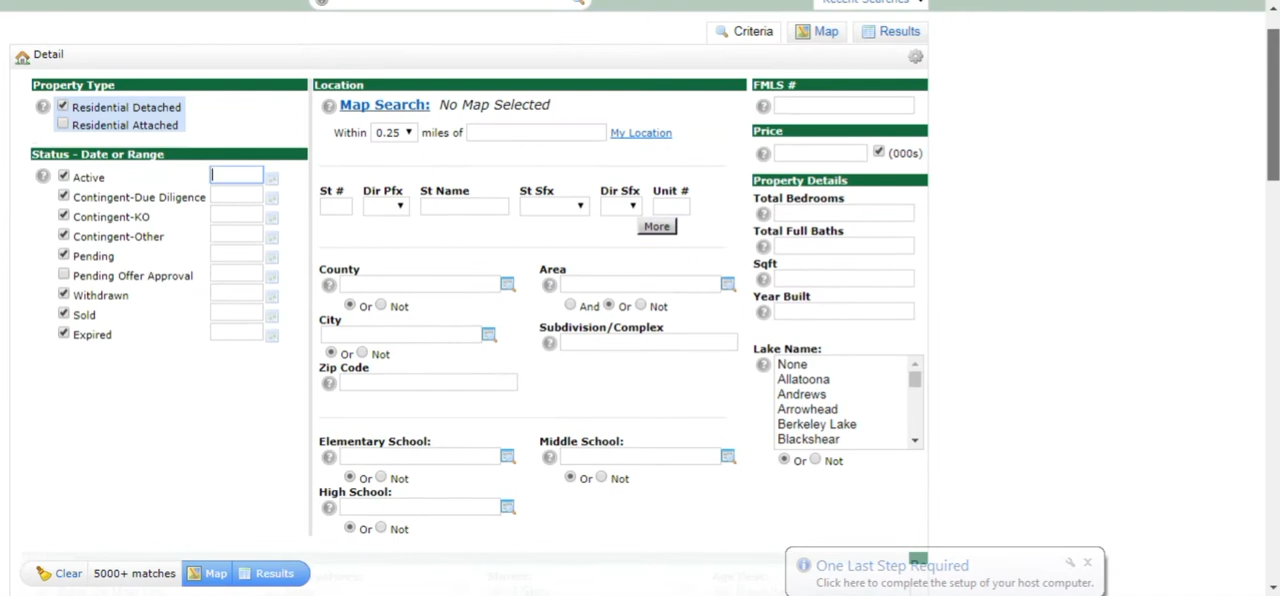 Recent Searches
Criteria
Map
Results
Detail
Property Type
Residential Detached
Residential Attached
Status - Date or Range
Active
Contingent-Due Diligence
Contingent-KO
Contingent-Other
Pending
Pending Offer Approval
Withdrawn
Sold
Expired
Location
Map Search: No Map Selected
Within 0.25 miles of My Location
St # Dir Pfx St Name St Sfx Dir Sfx Unit #
More
County
Or Not
Area
And Or Not
City
Or Not
Subdivision/Complex
Zip Code
Elementary School:
Or Not
Middle School:
Or Not
High School:
Or Not
FMLS #
Price
(000s)
Property Details
Total Bedrooms
Total Full Baths
Sqft
Year Built
Lake Name:
None
Allatoona
Andrews
Arrowhead
Berkeley Lake
Blackshear
Or Not
Clear 5000+ matches Map Results
One Last Step Required
Click here to complete the setup of your host computer.